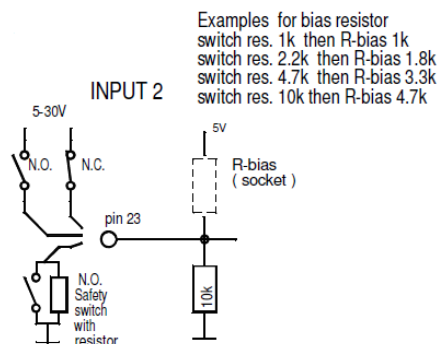 Examples for bias resistor
switch res. 1k then R-bias 1k
switch res. 2.2k then R-bias 1.8k
switch res. 4.7k then R-bias 3.3k
switch res. 10k then R-bias 4.7k
INPUT 2
5-30V
5V
N.O.
N.C.
R-bias
( socket )
pin 23
N.O.
Safety
switch
with
resistor
10k